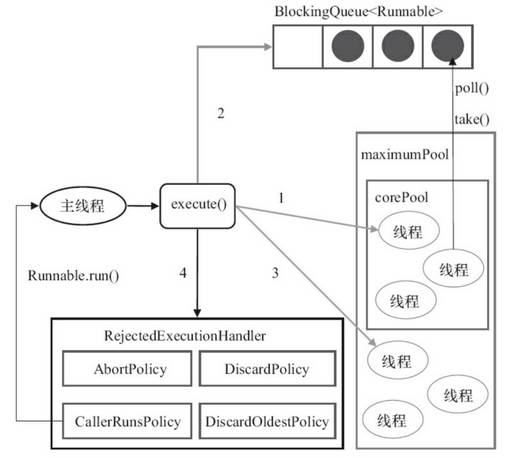 BlockingQueue<Runnable>
poll()
take()
2
maximumPool
corePool
主线程
execute()
1
线程
线程
线程
3
4
Runnable.run()
线程
线程
线程
RejectedExecutionHandler
AbortPolicy
DiscardPolicy
CallerRunsPolicy
DiscardOldestPolicy